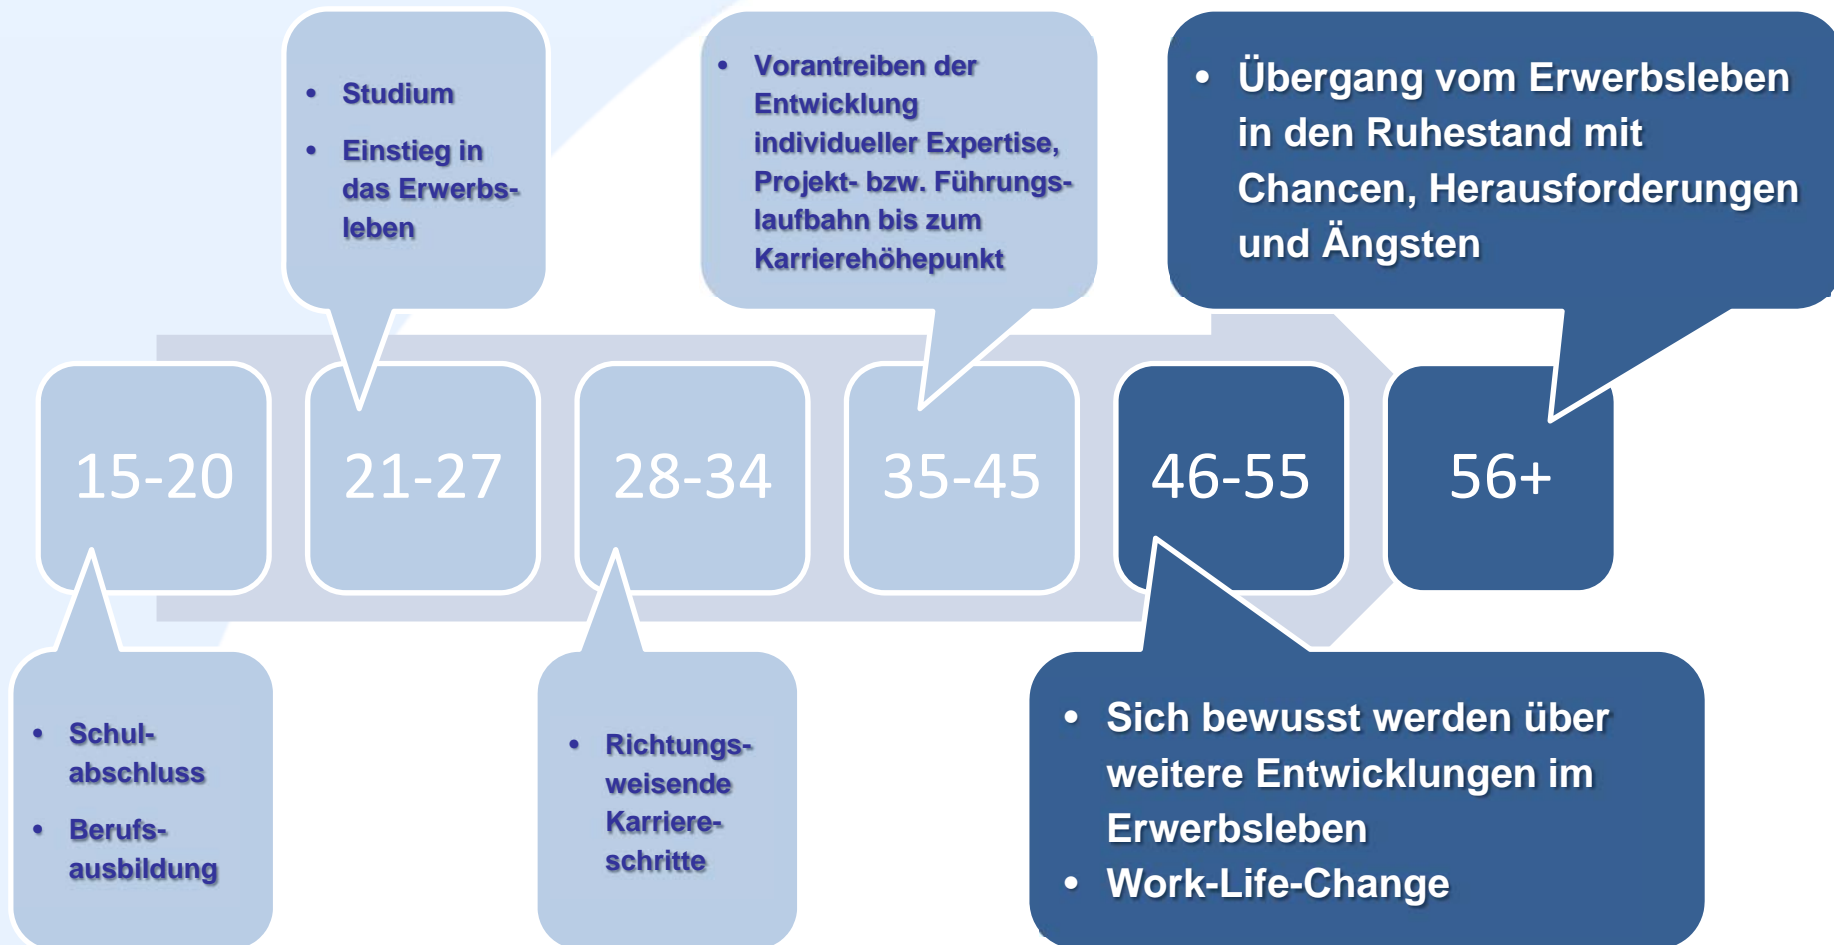 • Studium
• Einstieg in
das Erwerbs-
leben
• Vorantreiben der
Entwicklung
individueller Expertise,
Projekt- bzw. Führungs-
laufbahn bis zum
Karrierehöhepunkt
• Übergang vom Erwerbsleben
in den Ruhestand mit
Chancen, Herausforderungen
und Ängsten
15-20
21-27
28-34
35-45
46-55
56+
• Schul-
abschluss
• Berufs-
ausbildung
• Richtungs-
weisende
Karriere-
schritte
• Sich bewusst werden über
weitere Entwicklungen im
Erwerbsleben
• Work-Life-Change